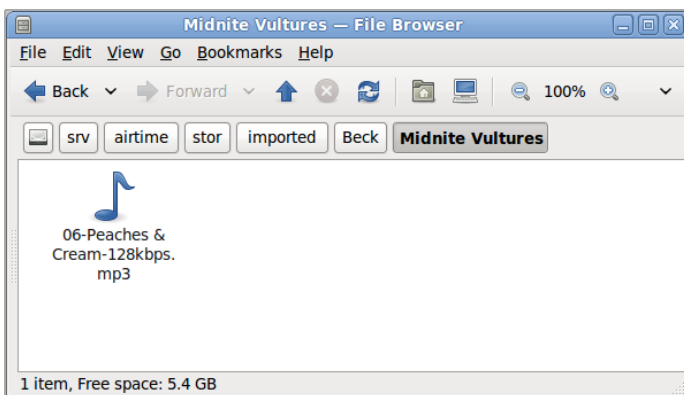 Midnite Vultures — File Browser
File Edit View Go Bookmarks Help
Back Forward 100%
srv airtime stor imported Beck Midnite Vultures
06-Peaches &
Cream-128kbps.
mp3
1 item, Free space: 5.4 GB